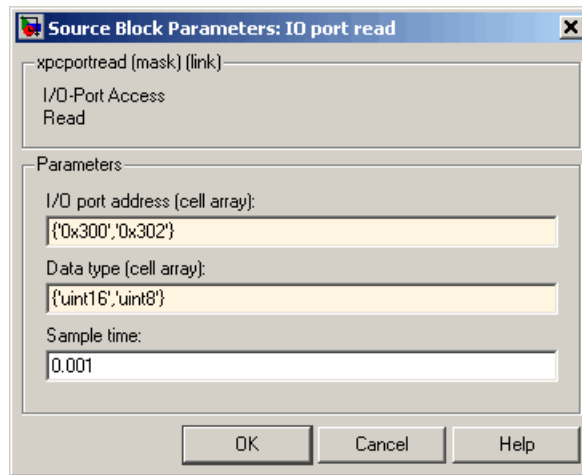 Source Block Parameters: IO port read
xpcportread (mask) (link)
I/O-Port Access
Read
Parameters
I/O port address (cell array):
{'0x300','0x302'}
Data type (cell array):
{'uint16','uint8'}
Sample time:
0.001
OK Cancel Help